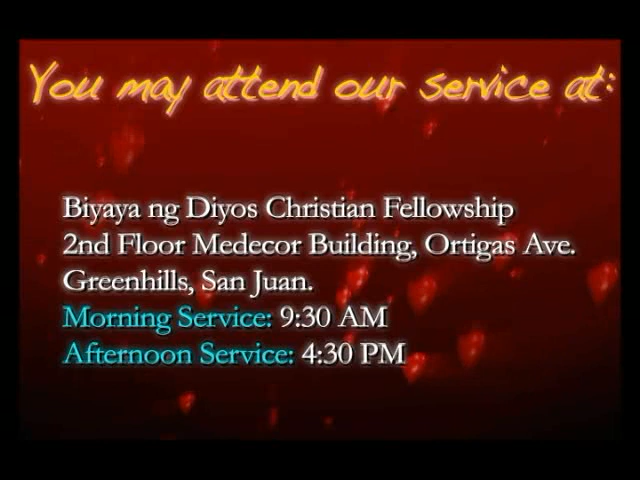 You may attend our service at:
Biyaya ng Diyos Christian Fellowship
2nd Floor Medecor Building, Ortigas Ave.
Greenhills, San Juan.
Morning Service: 9:30 AM
Afternoon Service: 4:30 PM